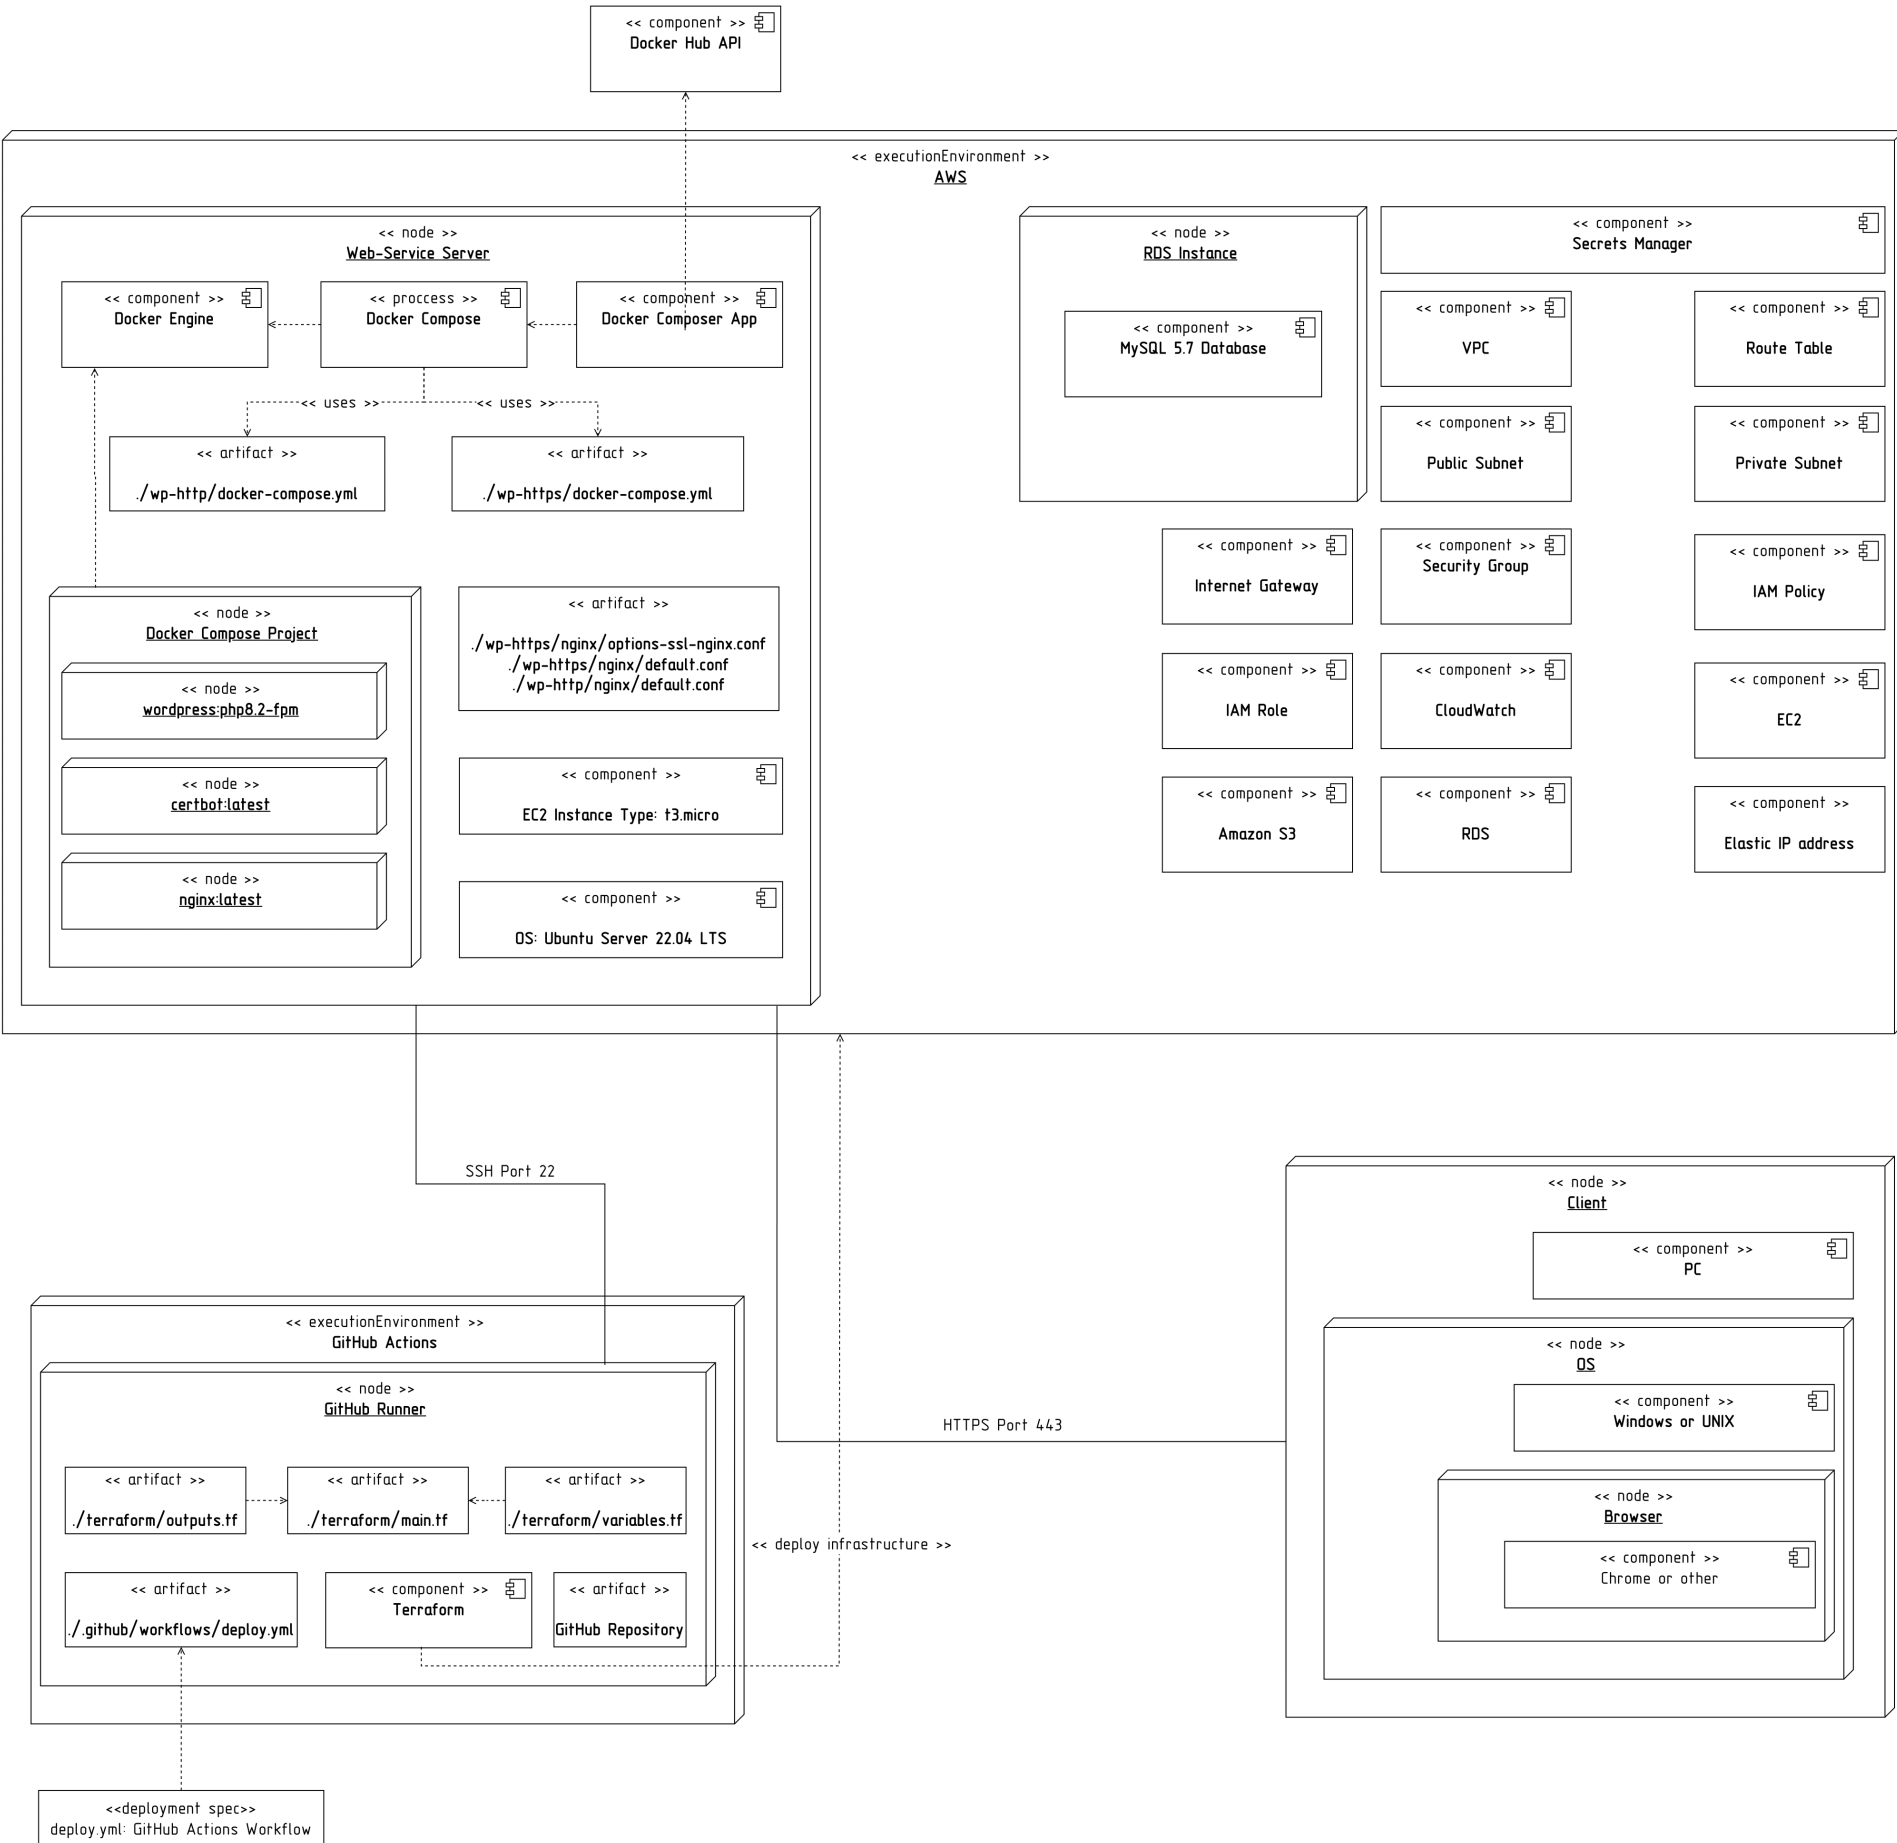 << component >>
Docker Hub API
<< executionEnvironment >>
AWS
<< node >>
Web-Service Server
<< component >>
Docker Engine
<< proccess >>
Docker Compose
<< component >>
Docker Composer App
<< uses >>
<< uses >>
<< artifact >>
./wp-http/docker-compose.yml
<< artifact >>
./wp-https/docker-compose.yml
<< node >>
Docker Compose Project
<< node >>
wordpress:php8.2-fpm
<< node >>
certbot:latest
<< node >>
nginx:latest
<< artifact >>
./wp-https/nginx/options-ssl-nginx.conf
./wp-https/nginx/default.conf
./wp-http/nginx/default.conf
<< component >>
EC2 Instance Type: t3.micro
<< component >>
OS: Ubuntu Server 22.04 LTS
<< node >>
RDS Instance
<< component >>
MySQL 5.7 Database
<< component >>
Secrets Manager
<< component >>
VPC
<< component >>
Route Table
<< component >>
Public Subnet
<< component >>
Private Subnet
<< component >>
Internet Gateway
<< component >>
Security Group
<< component >>
IAM Policy
<< component >>
IAM Role
<< component >>
CloudWatch
<< component >>
EC2
<< component >>
Amazon S3
<< component >>
RDS
<< component >>
Elastic IP address
SSH Port 22
<< executionEnvironment >>
GitHub Actions
<< node >>
GitHub Runner
<< artifact >>
./terraform/outputs.tf
<< artifact >>
./terraform/main.tf
<< artifact >>
./terraform/variables.tf
<< artifact >>
./.github/workflows/deploy.yml
<< component >>
Terraform
<< artifact >>
GitHub Repository
<< deploy infrastructure >>
HTTPS Port 443
<< node >>
Client
<< component >>
PC
<< node >>
OS
<< component >>
Windows or UNIX
<< node >>
Browser
<< component >>
Chrome or other
<<deployment spec>>
deploy.yml: GitHub Actions Workflow